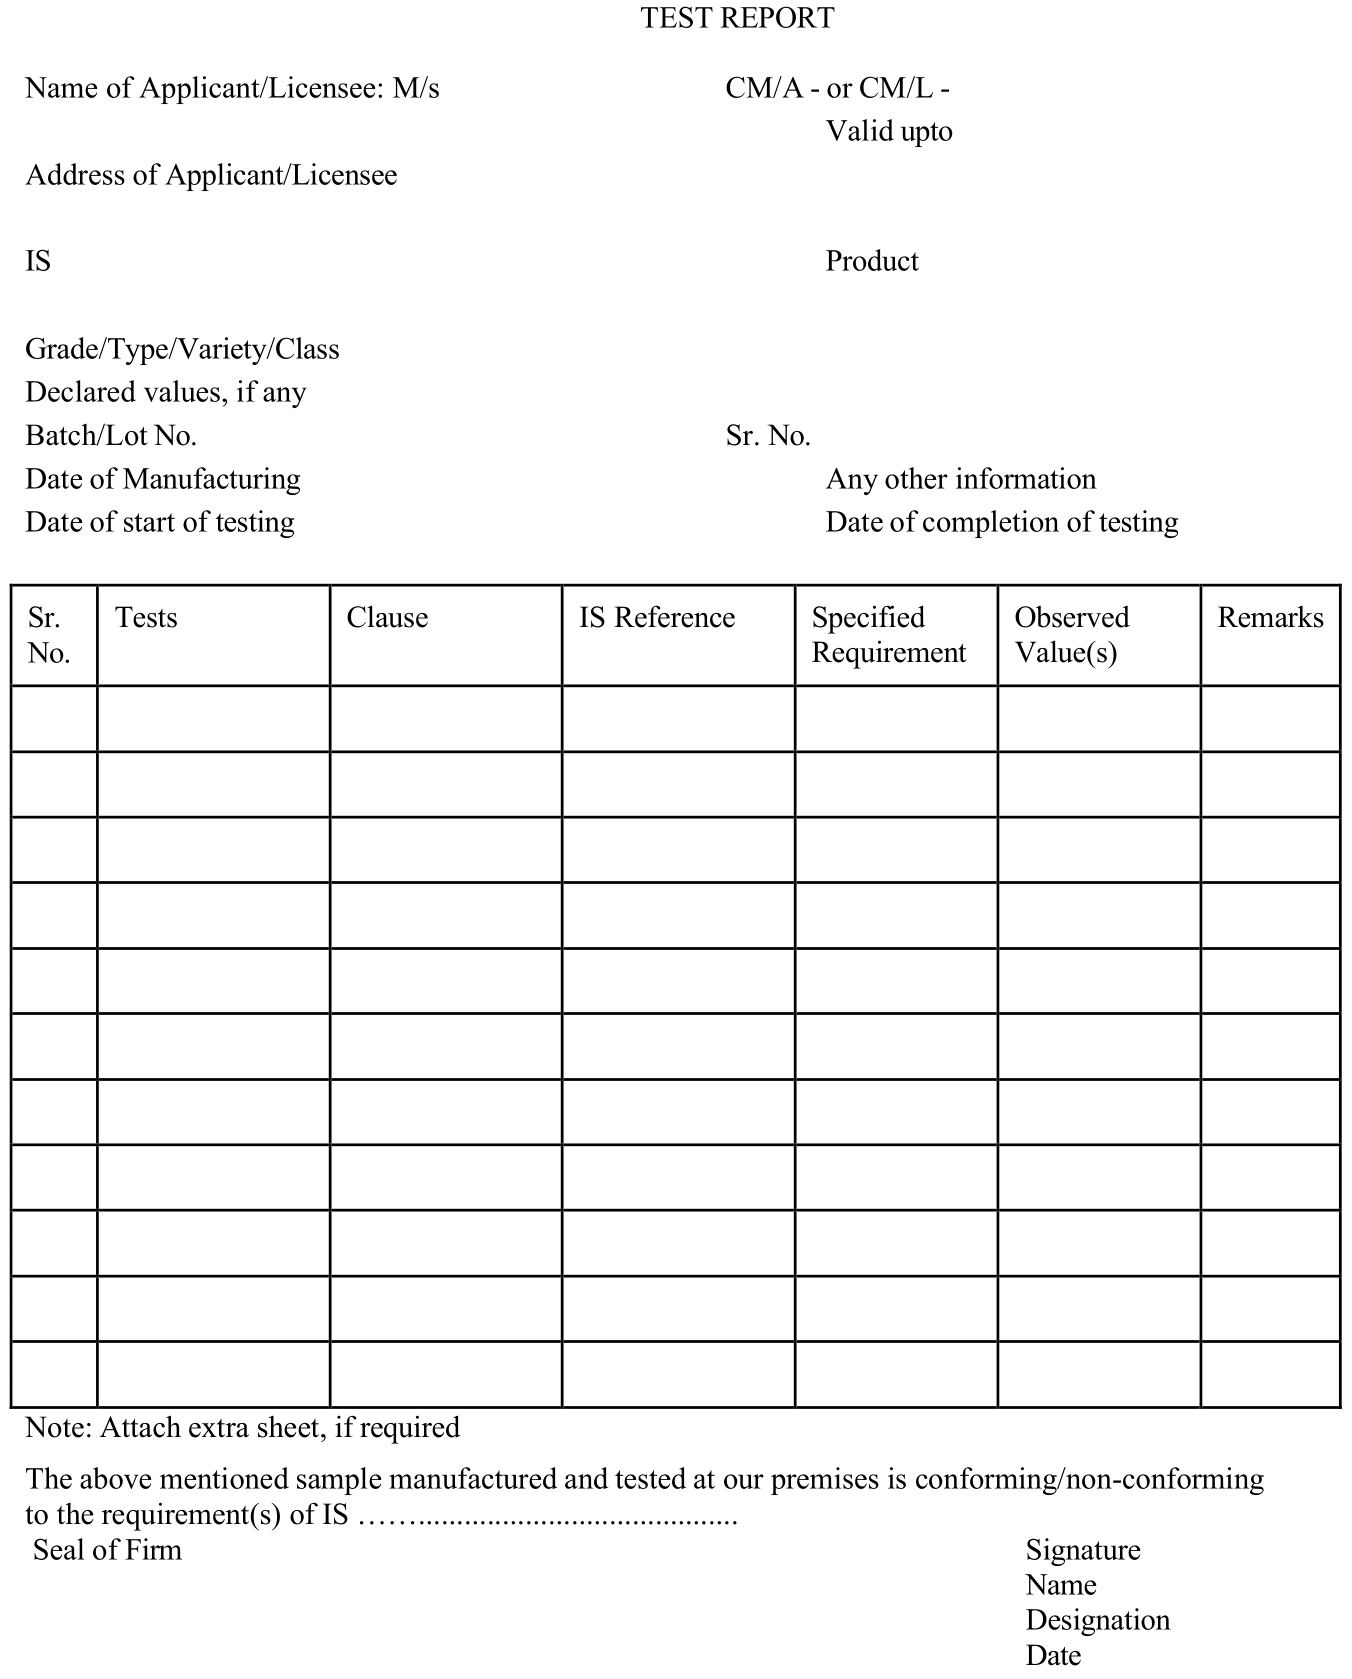 TEST REPORT
Name of Applicant/Licensee: M/s CM/A - or CM/L -
Valid upto
Address of Applicant/Licensee
IS Product
Grade/Type/Variety/Class
Declared values, if any
Batch/Lot No. Sr. No.
Date of Manufacturing Any other information
Date of start of testing Date of completion of testing
Sr. Tests Clause IS Reference Specified Observed Remarks
No. Requirement Value(s)
Note: Attach extra sheet, if required
The above mentioned sample manufactured and tested at our premises is conforming/non-conforming
to the requirement(s) of IS ……..........................................
Seal of Firm Signature
Name
Designation
Date